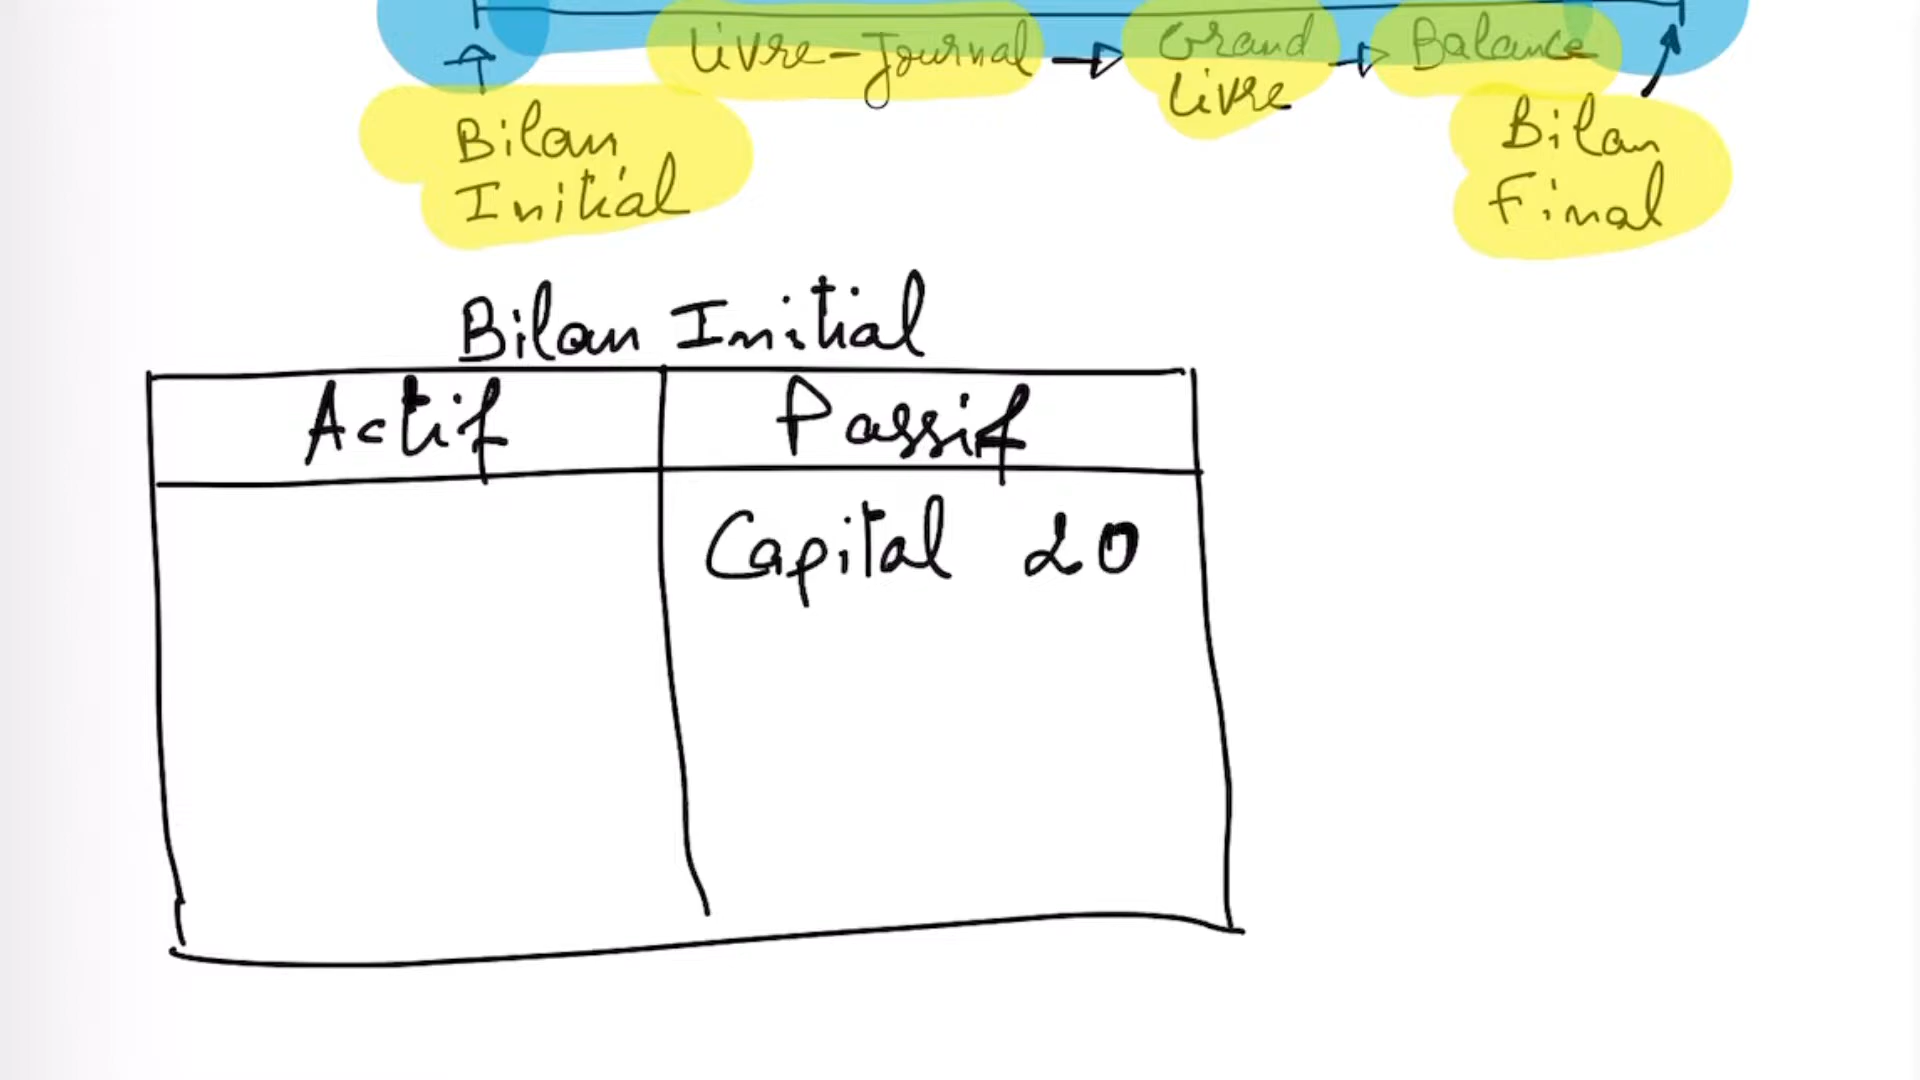 Livre-Journal → Grand Livre → Balance
Bilan Initial
Bilan Final
Bilan Initial
Actif Passif
Capital 20